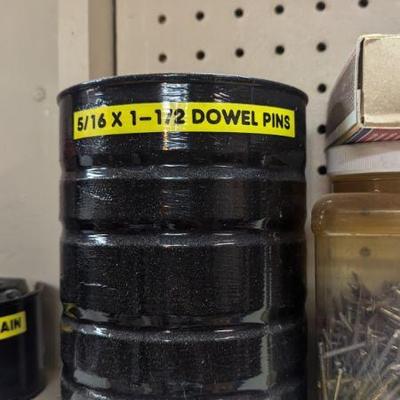 5/16 X 1-1/2 DOWEL PINS
AIN